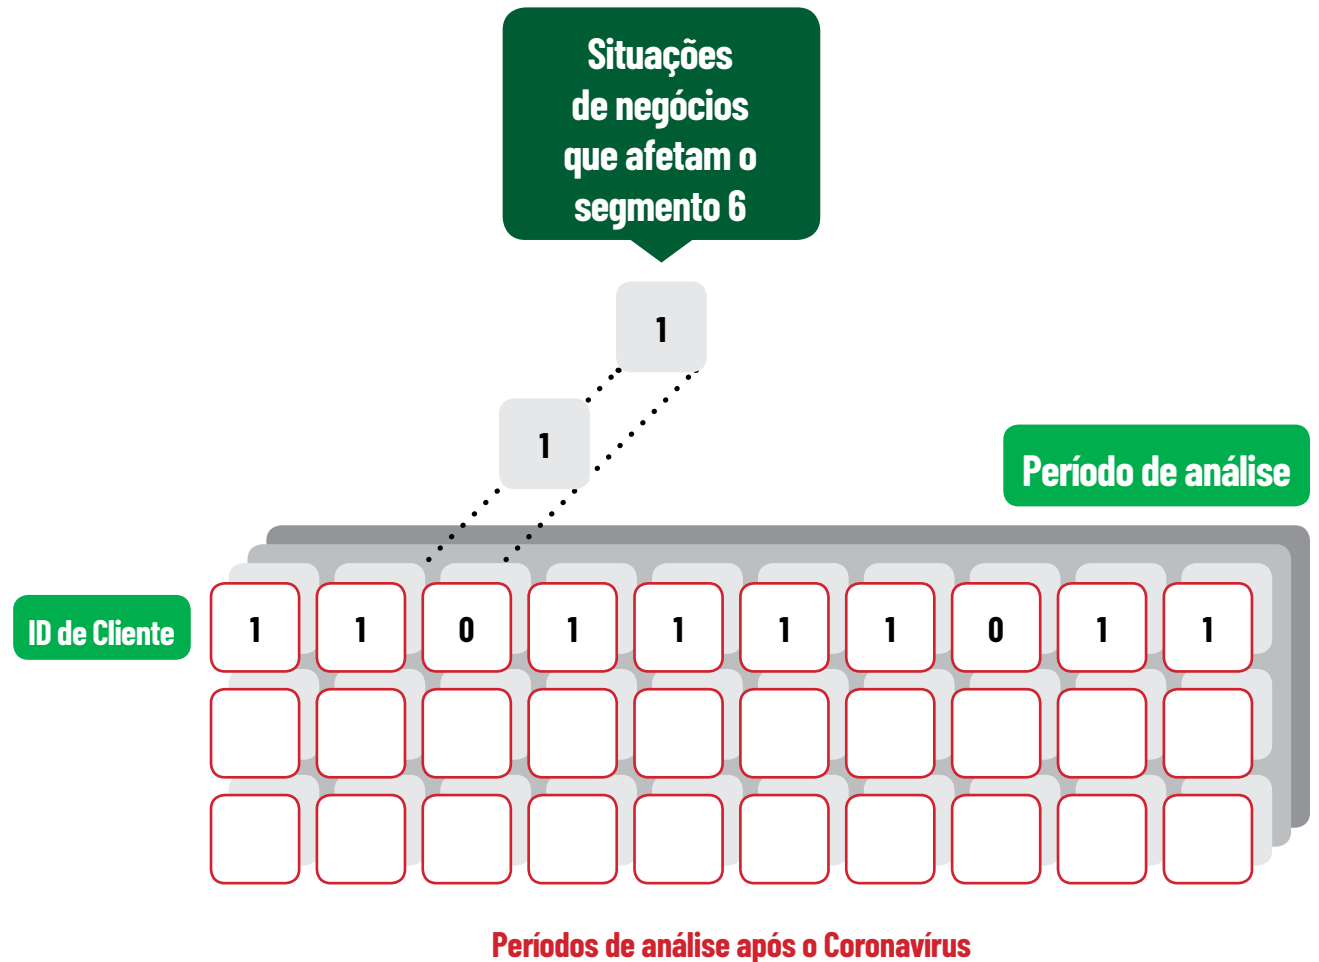 Situações
de negócios
que afetam o
segmento 6
1
1
Período de análise
ID de Cliente 1 1 0 1 1 1 1 0 1 1
Períodos de análise após o Coronavírus